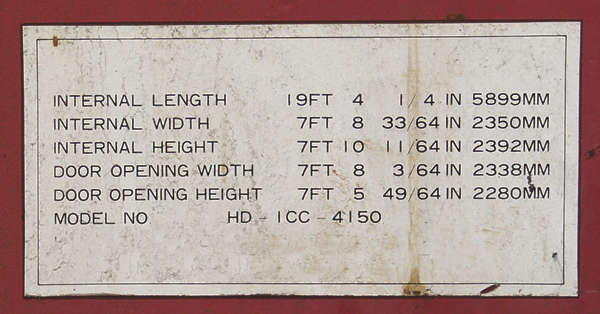 INTERNAL LENGTH 19FT 4 1/4 IN 5899MM
INTERNAL WIDTH 7FT 8 33/64 IN 2350MM
INTERNAL HEIGHT 7FT 10 11/64 IN 2392MM
DOOR OPENING WIDTH 7FT 8 3/64 IN 2338MM
DOOR OPENING HEIGHT 7FT 5 49/64 IN 2280MM
MODEL NO HD - 1CC - 4150